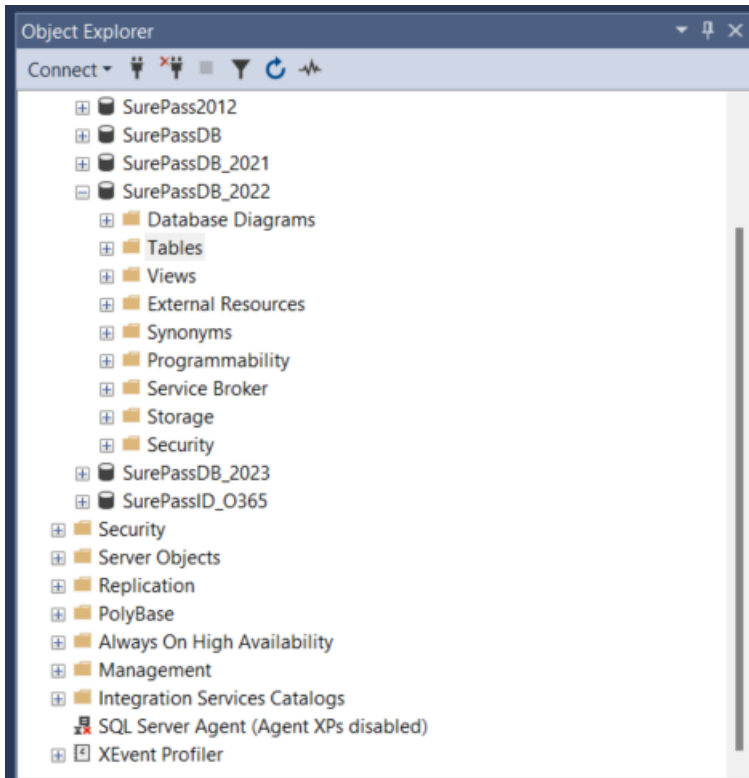 Object Explorer
Connect
SurePass2012
SurePassDB
SurePassDB_2021
SurePassDB_2022
Database Diagrams
Tables
Views
External Resources
Synonyms
Programmability
Service Broker
Storage
Security
SurePassDB_2023
SurePassID_O365
Security
Server Objects
Replication
PolyBase
Always On High Availability
Management
Integration Services Catalogs
SQL Server Agent (Agent XPs disabled)
XEvent Profiler